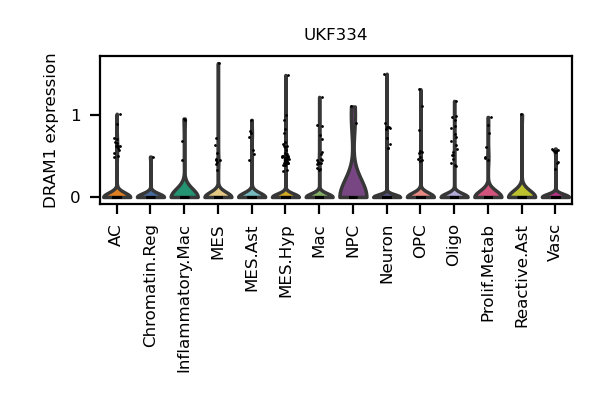 UKF334
DRAM1 expression
1
0
AC
Chromatin.Reg
Inflammatory.Mac
MES
MES.Ast
MES.Hyp
Mac
NPC
Neuron
OPC
Oligo
Prolif.Metab
Reactive.Ast
Vasc